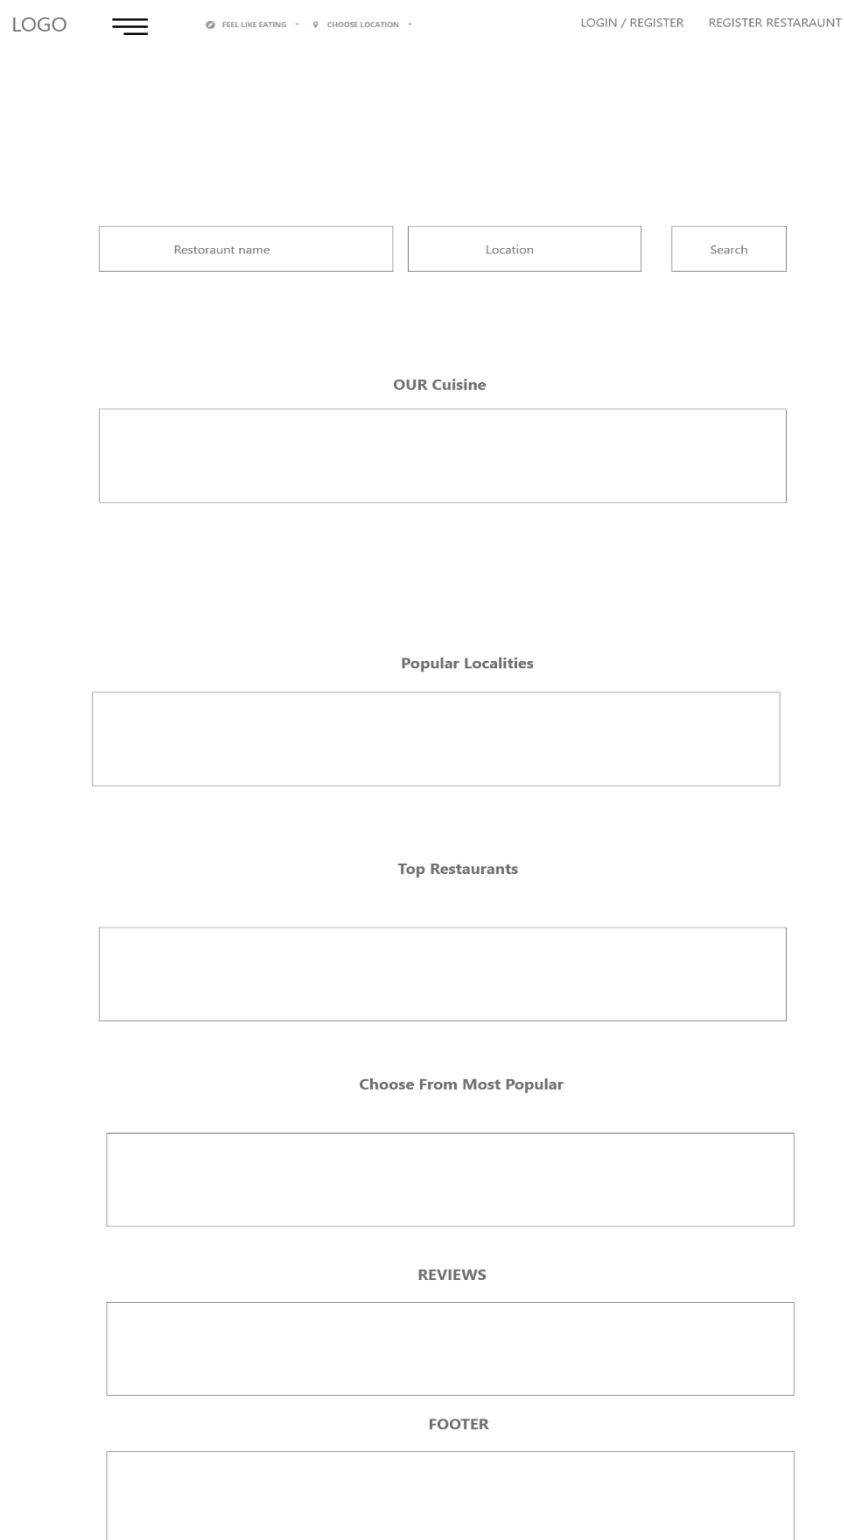 LOGO
FEEL LIKE EATING
CHOOSE LOCATION
LOGIN / REGISTER
REGISTER RESTARAUNT
Restoraunt name
Location
Search
OUR Cuisine
Popular Localities
Top Restaurants
Choose From Most Popular
REVIEWS
FOOTER